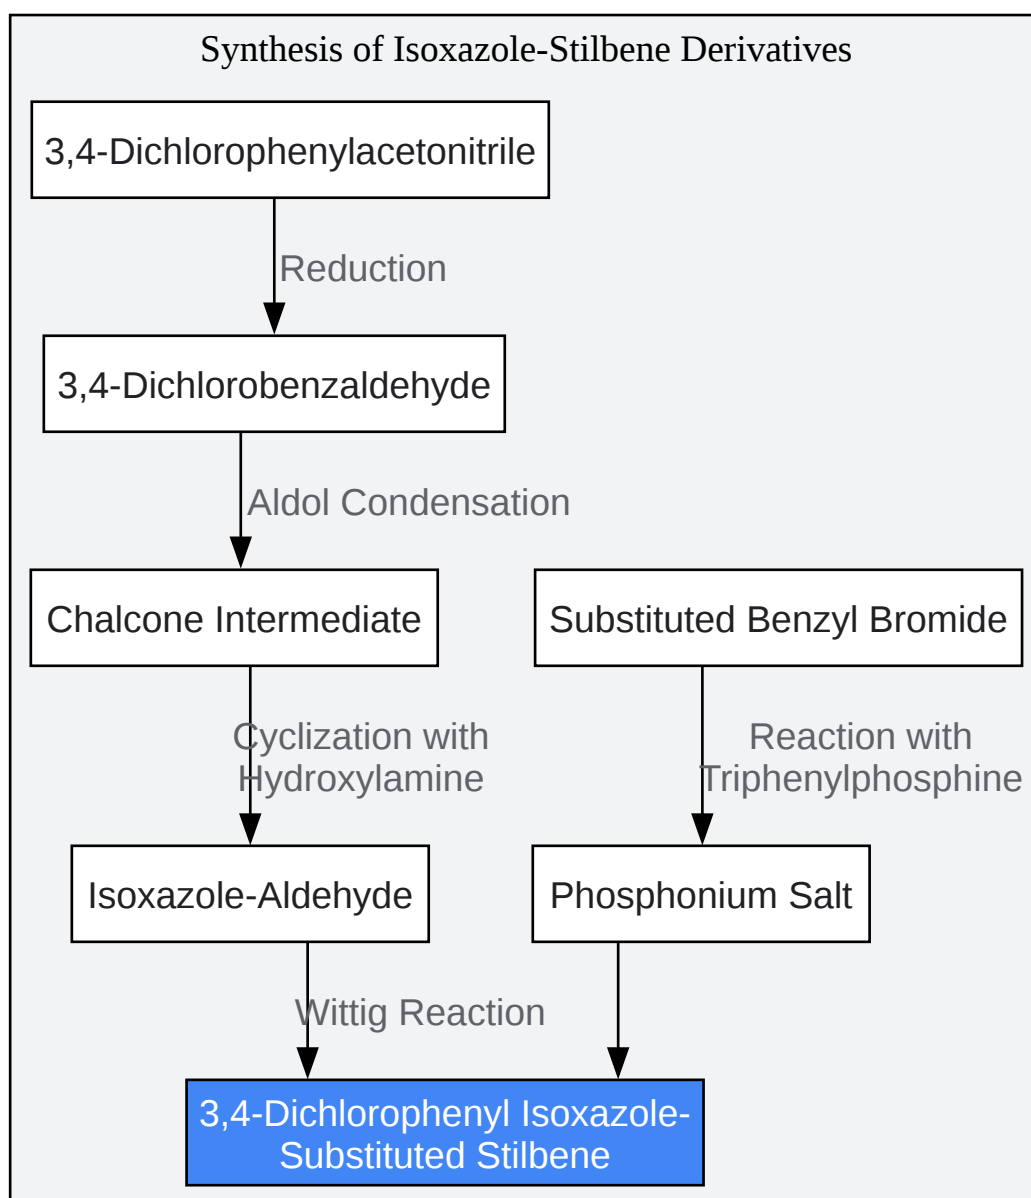 Synthesis of Isoxazole-Stilbene Derivatives
3,4-Dichlorophenylacetonitrile
Reduction
3,4-Dichlorobenzaldehyde
Aldol Condensation
Chalcone Intermediate
Substituted Benzyl Bromide
Cyclization with
Hydroxylamine
Reaction with
Triphenylphosphine
Isoxazole-Aldehyde
Phosphonium Salt
Wittig Reaction
3,4-Dichlorophenyl Isoxazole-
Substituted Stilbene